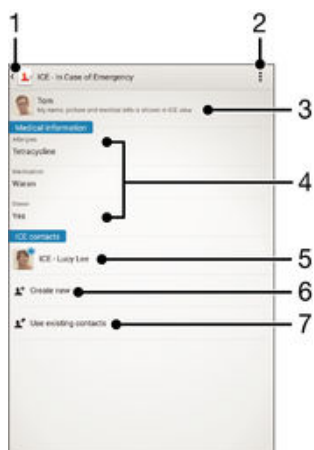 1
2
ICE - In Case of Emergency
Tom
My name, picture and medical info is shown in ICE view
3
Medical information
Allergies
Tetracycline
Medication
4
Waran
Donor
Yes
ICE contacts
ICE - Lucy Lee
5
Create new
6
Use existing contacts
7